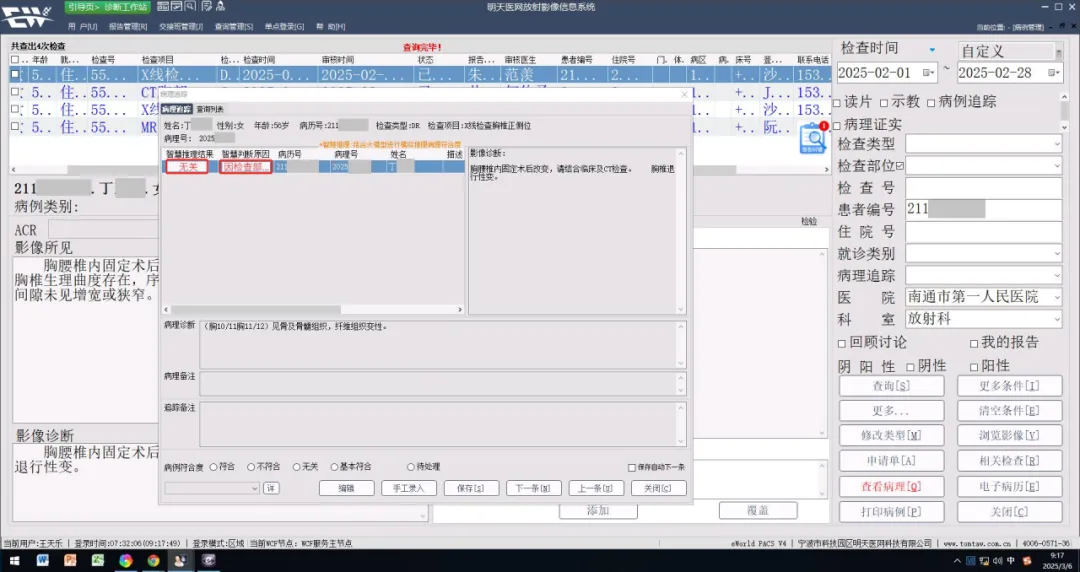 引导页> 诊断工作站
明天医网放射影像信息系统
用 户[U] 报告管理[R] 交接班管理[J] 查询管理[S] 单点登录[G] 帮 助[H]
当前位置: [病例管理]
共查出4次检查
查询完毕!
年龄 就... 检查号 检查项目 检... 检查时间 审核时间 状态 报告... 审核医生 患者编号 住院号 门. 体. 病区 病. 床号 登... 联系电话
5... 住... 55... X线检... D.. 2025-0... 2025-02-... 已... 朱... 范羡 21... 2... 1.. +.. 沙... 153...
5... 住... 55...
5... 住... 55... X线
5... 住... 55... MR
1.. +.. J... 153...
1.. +.. 沙... 153...
1.. +.. 阮... 153...
211 .丁 .女
病例类别:
ACR
影像所见
胸腰椎内固定术后
胸椎生理曲度存在,序
间隙未见增宽或狭窄。
影像诊断
胸腰椎内固定术后
退行性变。
病理追踪
病理追踪 查询列表
姓名:丁 性别:女 年龄:56岁 病历号:211 检查类型:DR 检查项目:X线检查胸椎正侧位
病理号: 2025
智慧推理结果 智慧判断原因 病历号 病理号 姓名 描述
无关 因检查部... 211 2025 丁
影像诊断:
胸腰椎内固定术后改变,请结合临床及CT检查。 胸椎退
行性变。
病理诊断
(胸10/11胸11/12)见骨及骨髓组织,纤维组织变性。
病理备注
追踪备注
病例符合度 符合 不符合 无关 基本符合 待处理
保存自动下一条
详 编辑 手工录入 保存[S] 下一条[N] 上一条[U] 关闭[C]
检验
添加 覆盖
检查时间 自定义
2025-02-01 ~ 2025-02-28
读片 示教 病例追踪
病理证实
1
检查类型
检查部位
检 查 号
患者编号 211
住 院 号
就诊类别
病理追踪
医 院 南通市第一人民医院
科 室 放射科
回顾讨论 我的报告
阴 阳 性 阴性 阳性
查询[S] 更多条件[I]
更多... 清空条件[E]
修改类型[M] 浏览影像[V]
申请单[A] 相关检查[R]
查看病理[Q] 电子病历[E]
打印病例[P] 关闭[C]
当前用户:王天乐 登录时间:07:32:06(09:17:49) 登录模式:区域 当前WCF节点: WCF服务主节点
eWorld PACS V4 宁波市科技园区明天医网科技有限公司 www.tomtaw.com.cn 4006-0571-36
中
9:17
2025/3/6